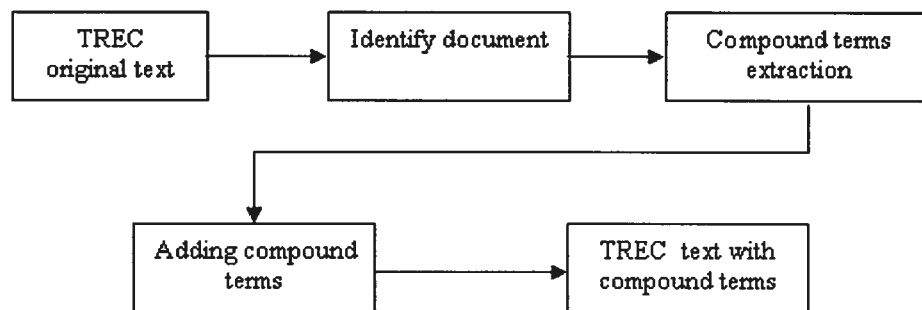 TREC
original text
Identify document
Compound terms
extraction
Adding compound
terms
TREC text with
compound terms